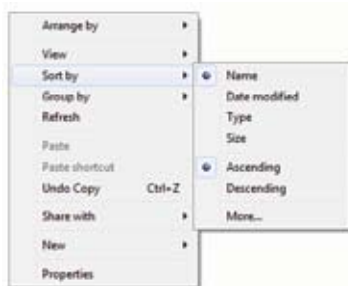 Arrange by
View
Sort by
Group by
Refresh
Paste
Paste shortcut
Undo Copy Ctrl+Z
Share with
New
Properties
Name
Date modified
Type
Size
Ascending
Descending
More...